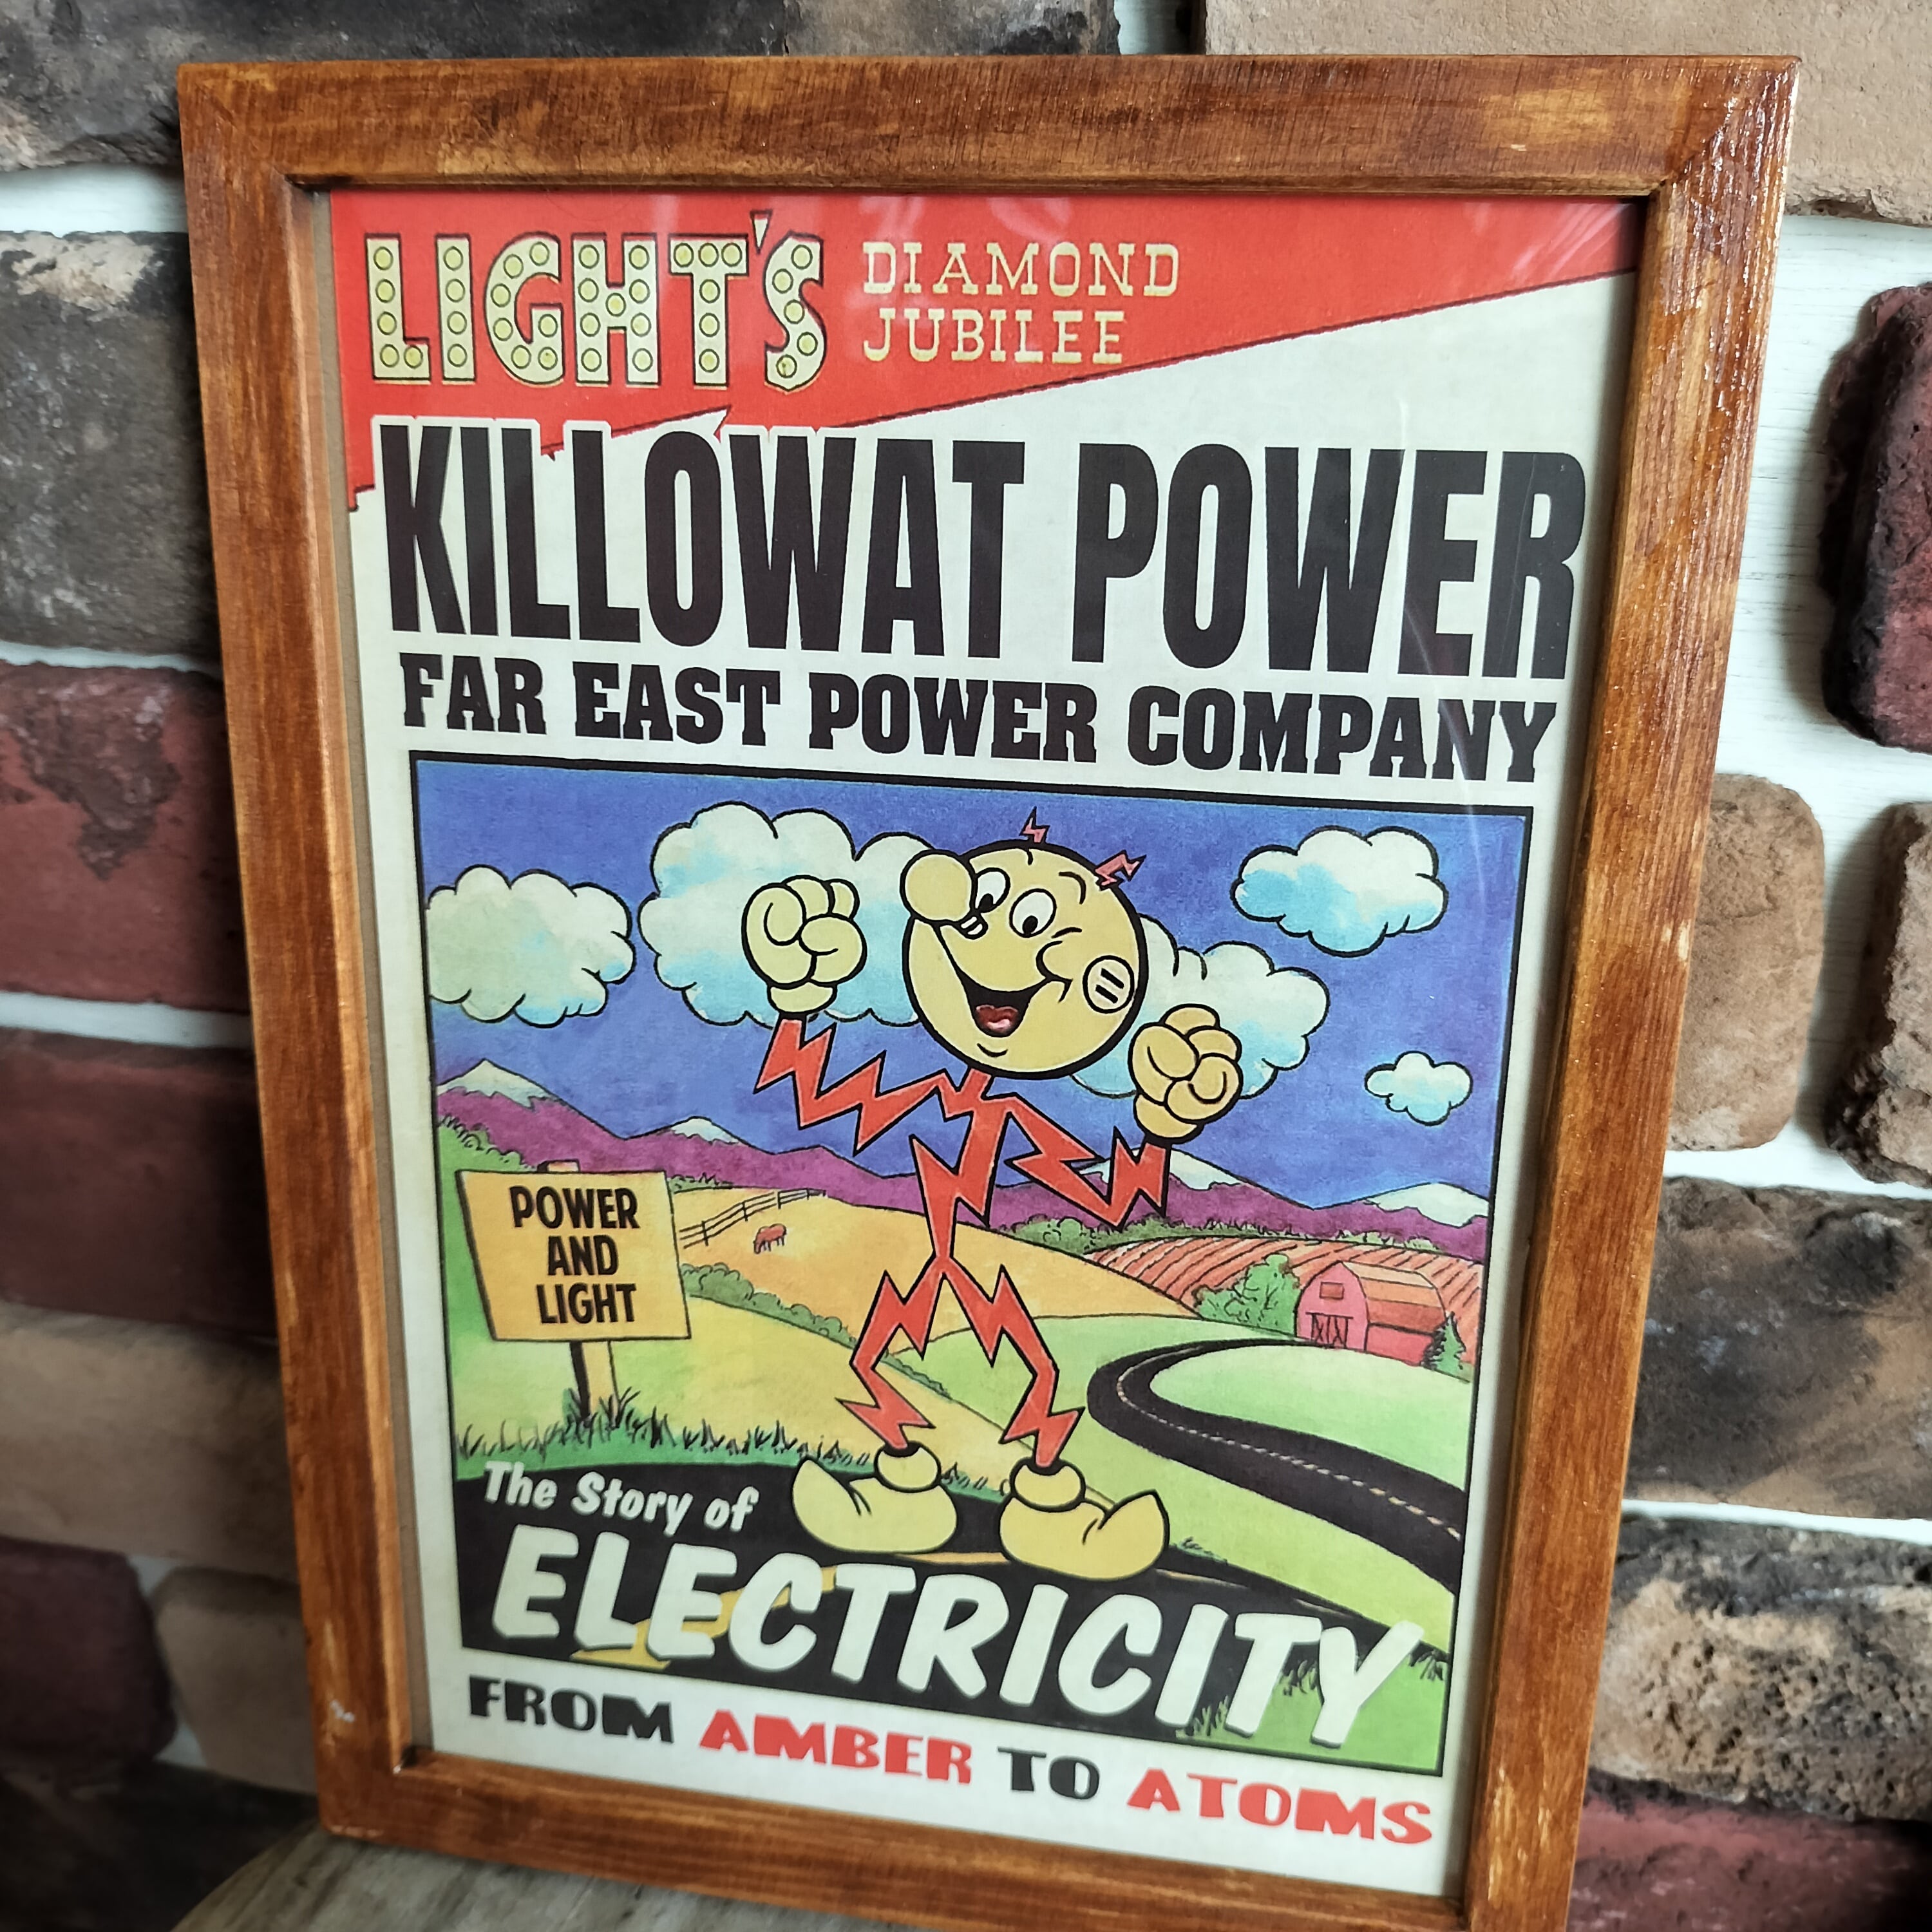 LIGHT'S
DIAMOND
JUBILEE
KILLOWAT POWER
FAR EAST POWER COMPANY
POWER
AND
LIGHT
The Story of
ELECTRICITY
FROM AMBER TO ATOMS